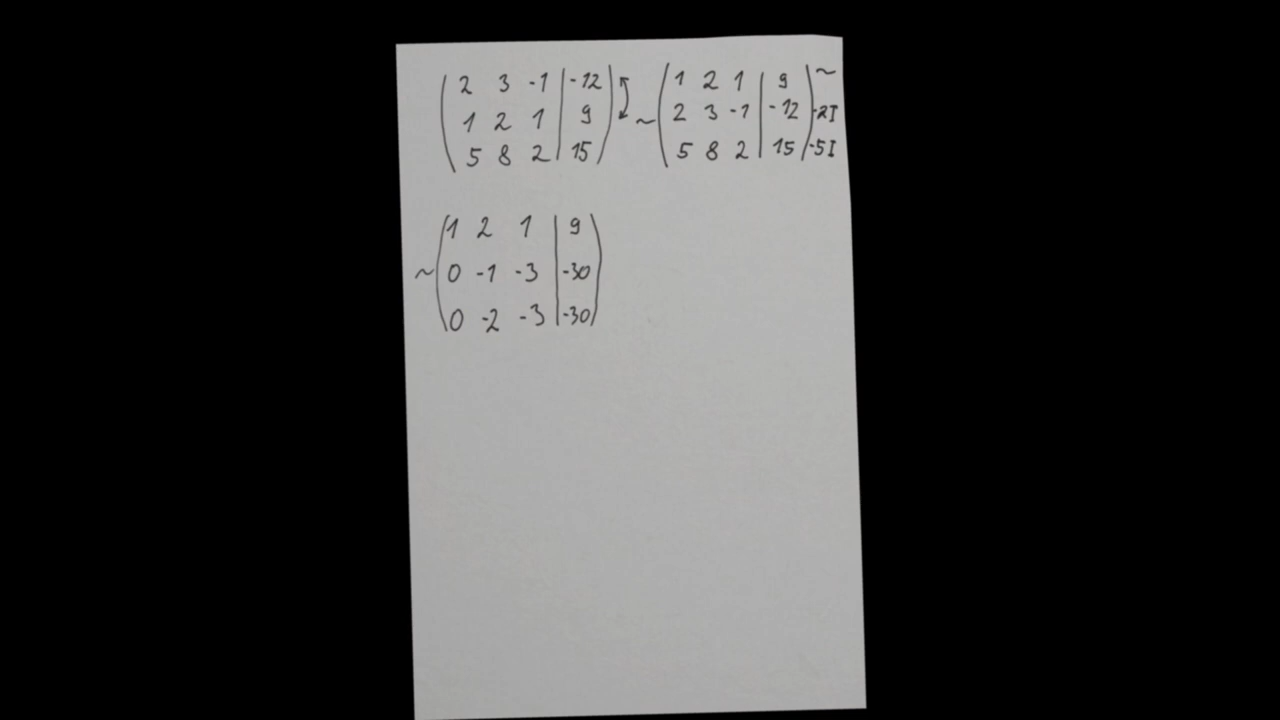 ( 2 3 -1 | -12 ) ↕ ~ ( 1 2 1 | 9 ) ~
( 1 2 1 | 9 ) ( 2 3 -1 | -12 ) -2I
( 5 8 2 | 15 ) ( 5 8 2 | 15 ) -5I
( 1 2 1 | 9 )
~ ( 0 -1 -3 | -30 )
( 0 -2 -3 | -30 )